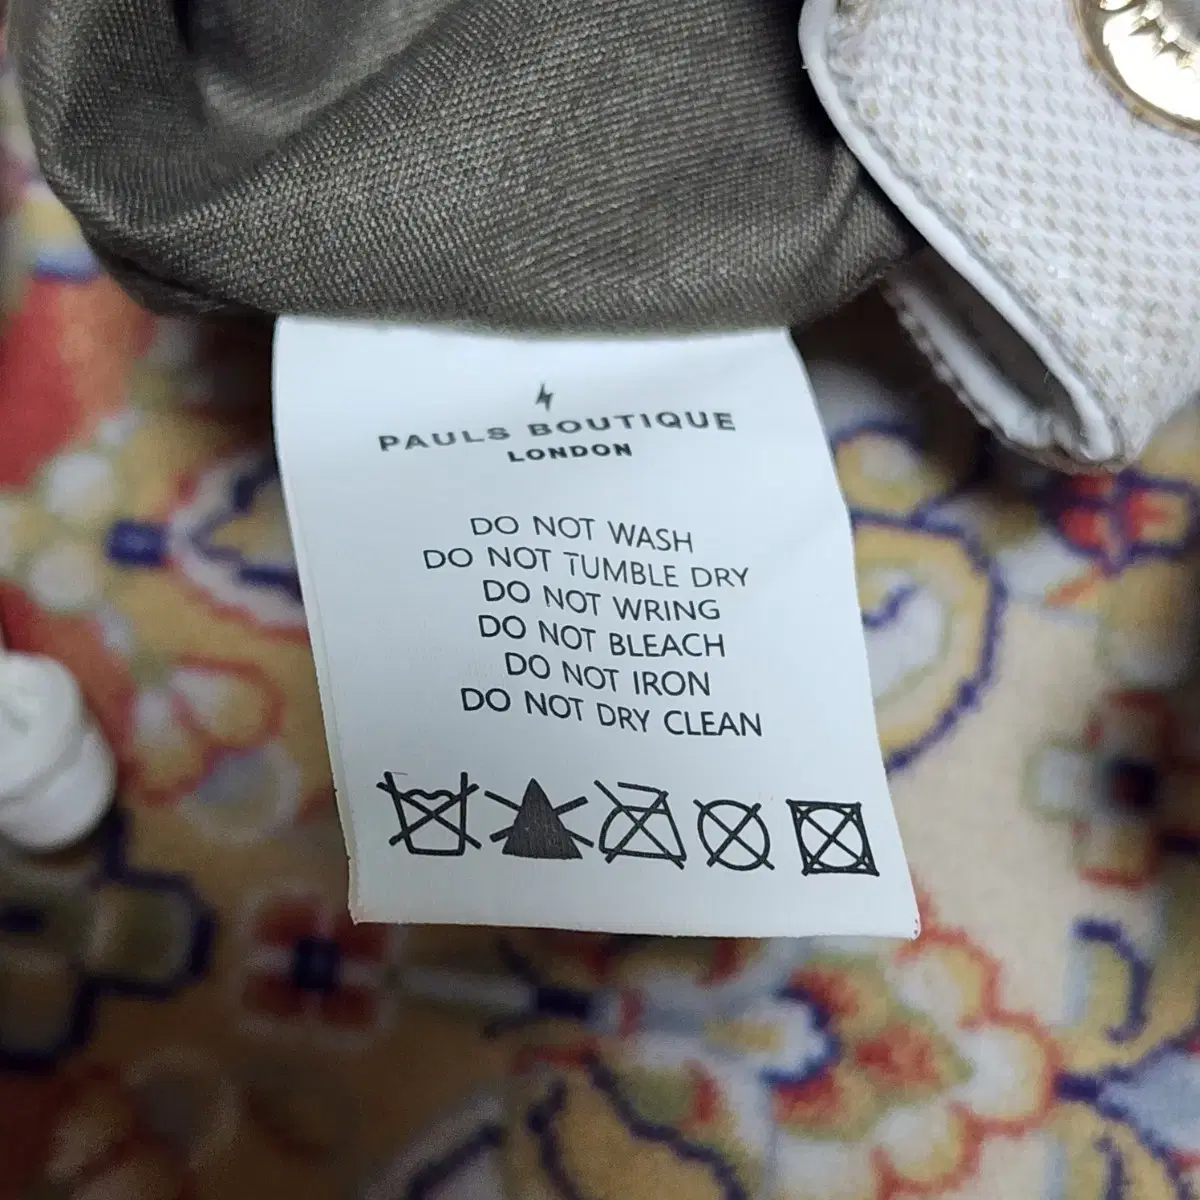 PAULS BOUTIQUE
LONDON
DO NOT WASH
DO NOT TUMBLE DRY
DO NOT WRING
DO NOT BLEACH
DO NOT IRON
DO NOT DRY CLEAN